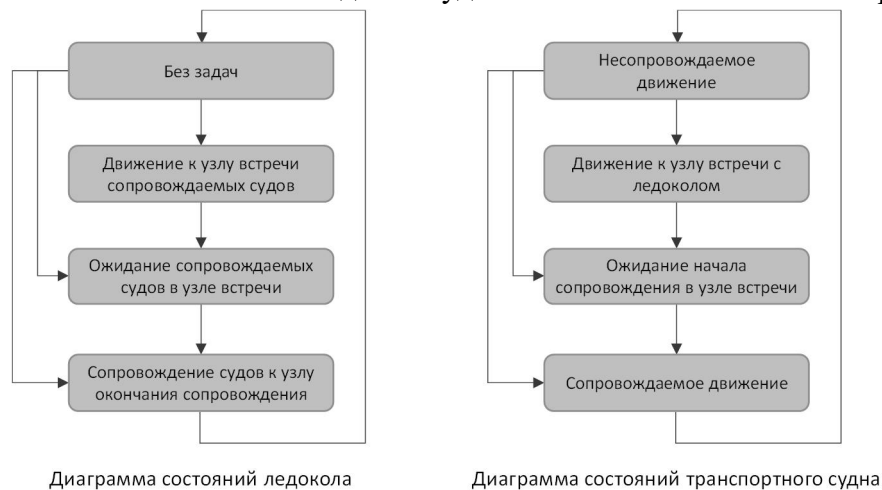 Без задач
Движение к узлу встречи
сопровождаемых судов
Ожидание сопровождаемых
судов в узле встречи
Сопровождение судов к узлу
окончания сопровождения
Диаграмма состояний ледокола
Несопровождаемое
движение
Движение к узлу встречи с
ледоколом
Ожидание начала
сопровождения в узле встречи
Сопровождаемое движение
Диаграмма состояний транспортного судна